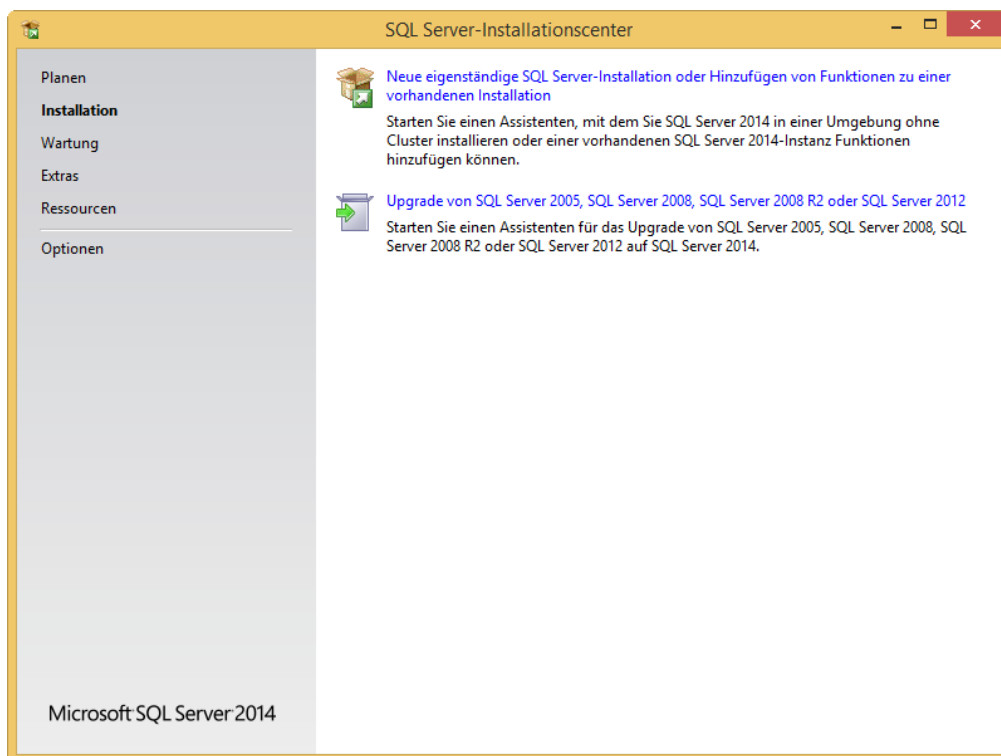 SQL Server-Installationscenter
Planen
Installation
Wartung
Extras
Ressourcen
Optionen
Microsoft SQL Server 2014
Neue eigenständige SQL Server-Installation oder Hinzufügen von Funktionen zu einer
vorhandenen Installation
Starten Sie einen Assistenten, mit dem Sie SQL Server 2014 in einer Umgebung ohne
Cluster installieren oder einer vorhandenen SQL Server 2014-Instanz Funktionen
hinzufügen können.
Upgrade von SQL Server 2005, SQL Server 2008, SQL Server 2008 R2 oder SQL Server 2012
Starten Sie einen Assistenten für das Upgrade von SQL Server 2005, SQL Server 2008, SQL
Server 2008 R2 oder SQL Server 2012 auf SQL Server 2014.